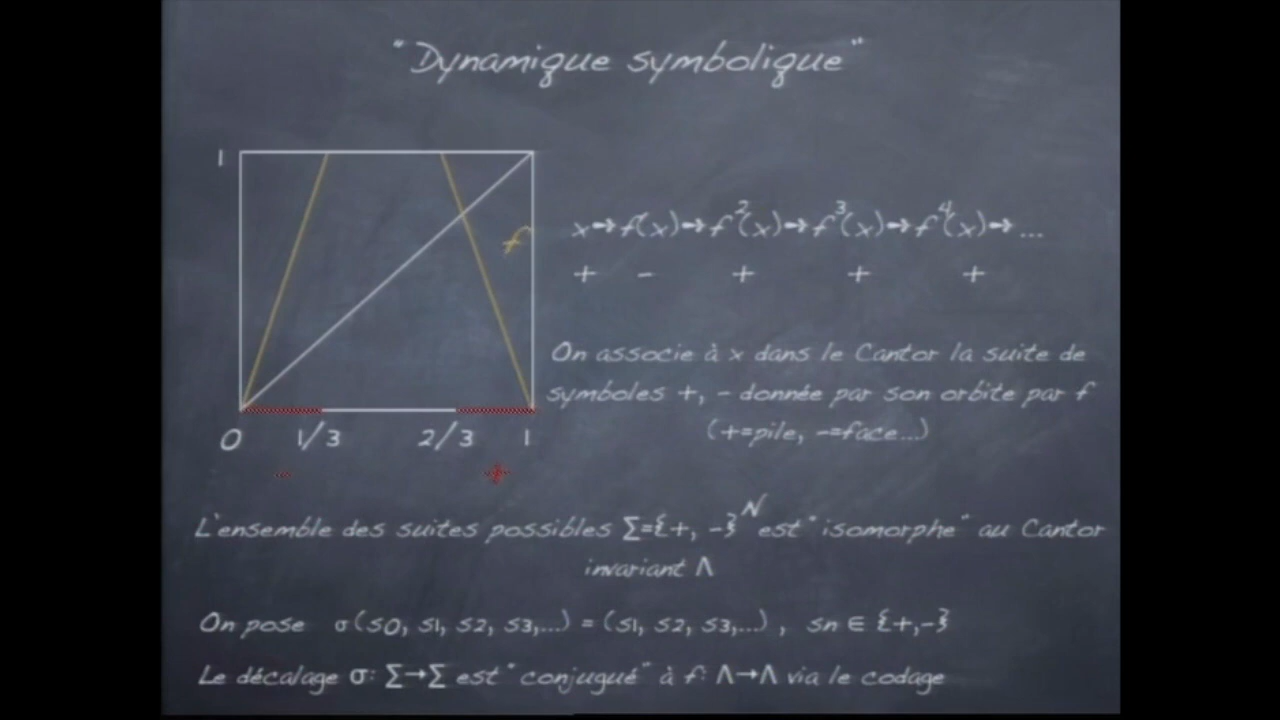 "Dynamique symbolique"
1
f
x→f(x)→f²(x)→f³(x)→f⁴(x)→...
+ - + + +
On associe à x dans le Cantor la suite de
symboles +, - donnée par son orbite par f
(+=pile, -=face...)
0 1/3 2/3 1
- +
L'ensemble des suites possibles Σ={+, -}ᴺ est "isomorphe" au Cantor
invariant Λ
On pose σ(s0, s1, s2, s3,...) = (s1, s2, s3,...) , sn ∈ {+,-}
Le décalage σ: Σ→Σ est "conjugué" à f: Λ→Λ via le codage